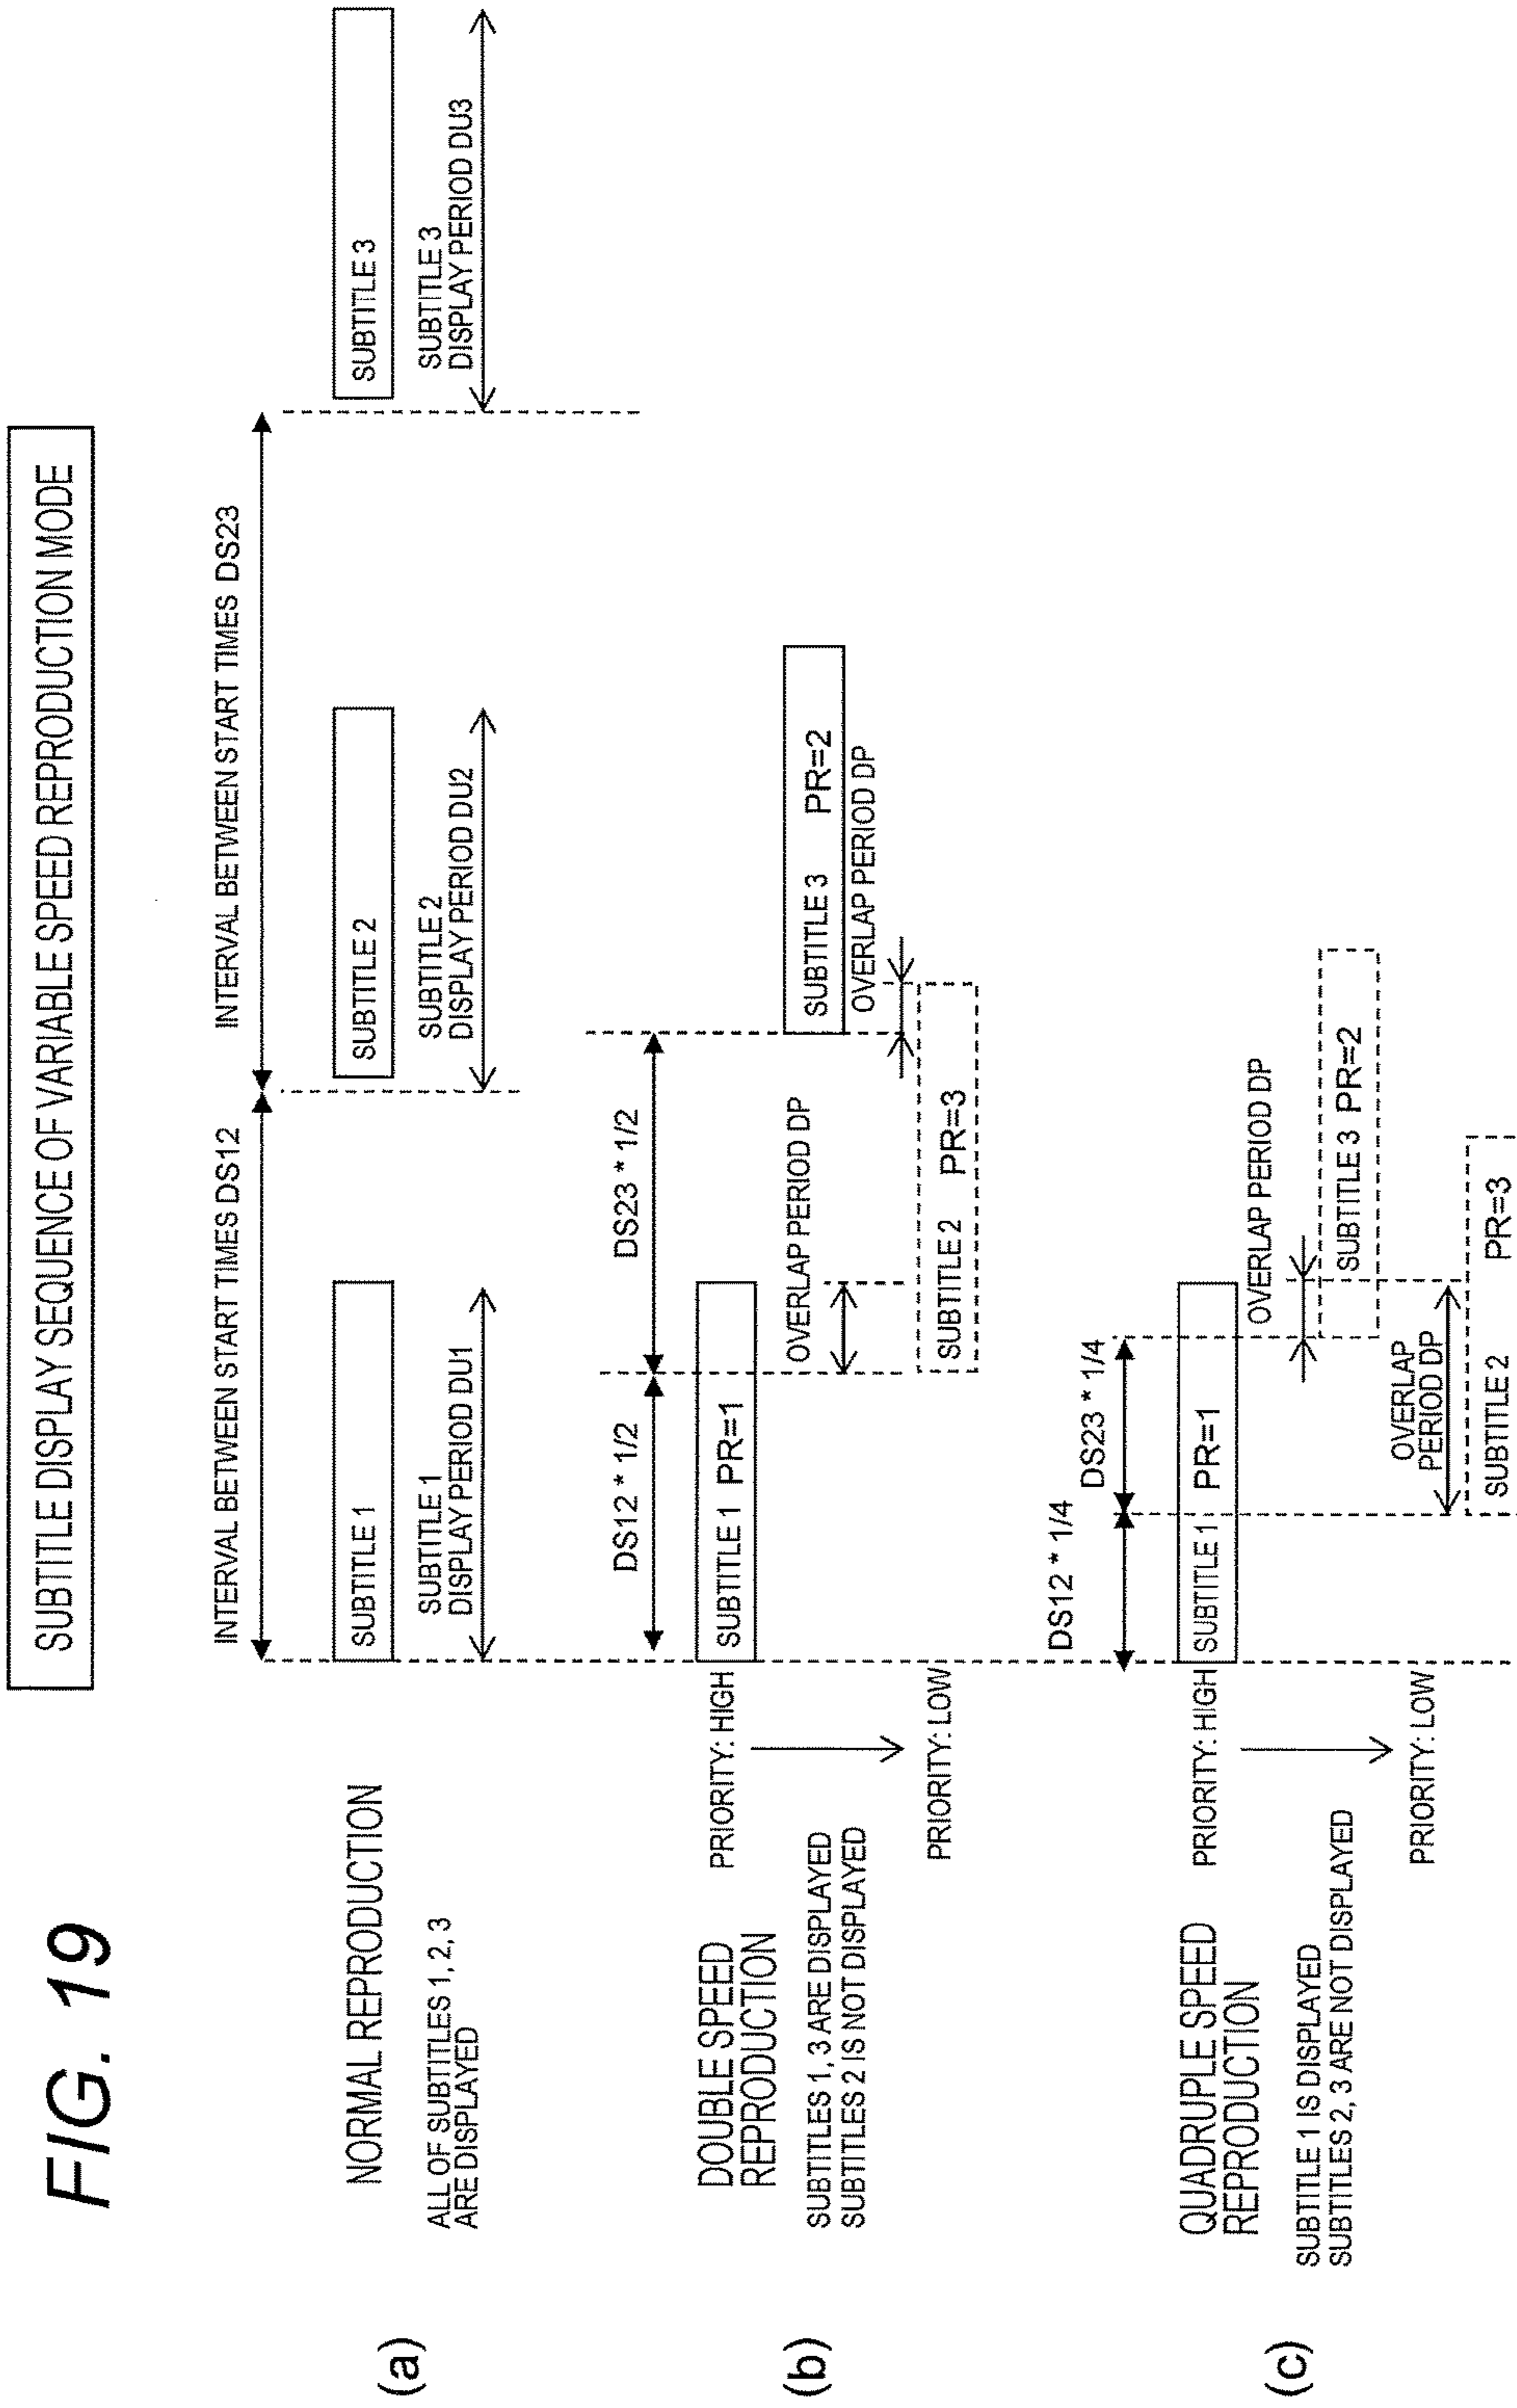 FIG. 19
SUBTITLE DISPLAY SEQUENCE OF VARIABLE SPEED REPRODUCTION MODE
(a)
NORMAL REPRODUCTION
ALL OF SUBTITLES 1, 2, 3
ARE DISPLAYED
INTERVAL BETWEEN START TIMES DS12
INTERVAL BETWEEN START TIMES DS23
SUBTITLE 1
SUBTITLE 2
SUBTITLE 3
SUBTITLE 1
DISPLAY PERIOD DU1
SUBTITLE 2
DISPLAY PERIOD DU2
SUBTITLE 3
DISPLAY PERIOD DU3
(b)
DOUBLE SPEED
REPRODUCTION
SUBTITLES 1, 3 ARE DISPLAYED
SUBTITLES 2 IS NOT DISPLAYED
PRIORITY: HIGH
PRIORITY: LOW
DS12 * 1/2
DS23 * 1/2
SUBTITLE 1 PR=1
OVERLAP PERIOD DP
SUBTITLE 3 PR=2
OVERLAP PERIOD DP
SUBTITLE 2 PR=3
(c)
QUADRUPLE SPEED
REPRODUCTION
SUBTITLE 1 IS DISPLAYED
SUBTITLES 2, 3 ARE NOT DISPLAYED
PRIORITY: HIGH
PRIORITY: LOW
DS12 * 1/4
DS23 * 1/4
SUBTITLE 1 PR=1
OVERLAP PERIOD DP
SUBTITLE 3 PR=2
OVERLAP
PERIOD DP
SUBTITLE 2 PR=3